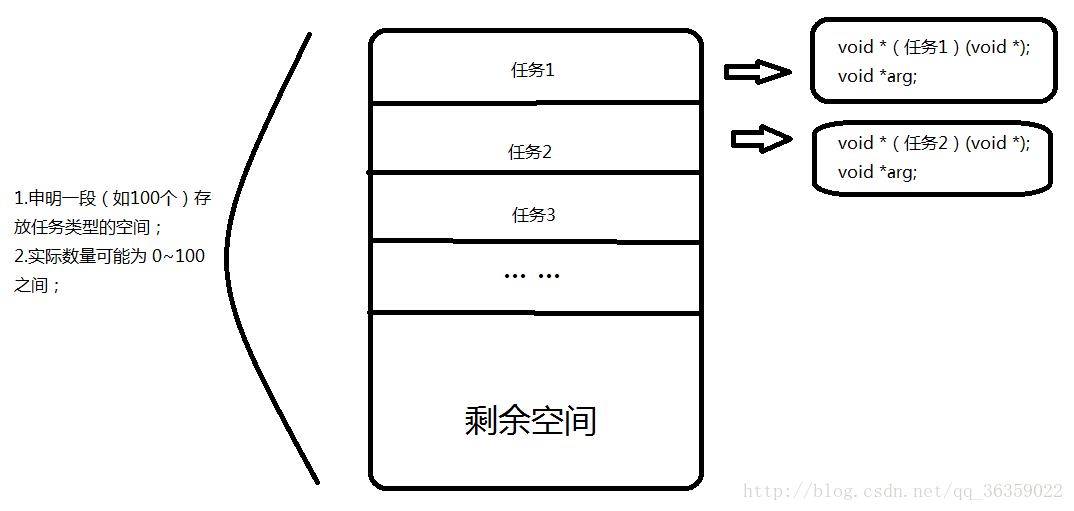 1.申明一段（如100个）存
放任务类型的空间；
2.实际数量可能为 0~100
之间；
任务1
任务2
任务3
... ...
剩余空间
void *（任务1）(void *);
void *arg;
void *（任务2）(void *);
void *arg;
http://blog.csdn.net/qq_36359022